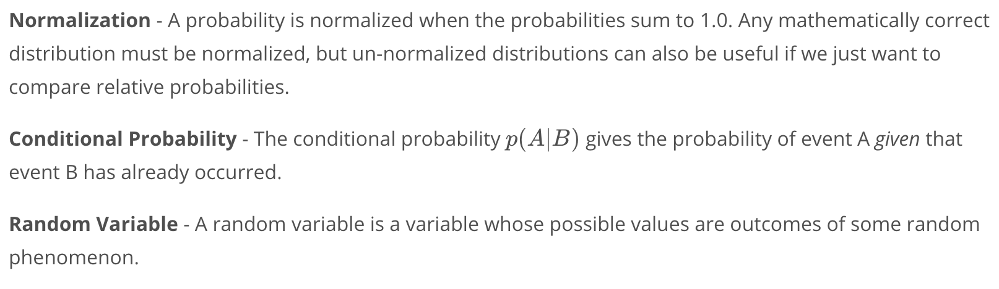 Normalization - A probability is normalized when the probabilities sum to 1.0. Any mathematically correct
distribution must be normalized, but un-normalized distributions can also be useful if we just want to
compare relative probabilities.
Conditional Probability - The conditional probability p(A|B) gives the probability of event A given that
event B has already occurred.
Random Variable - A random variable is a variable whose possible values are outcomes of some random
phenomenon.